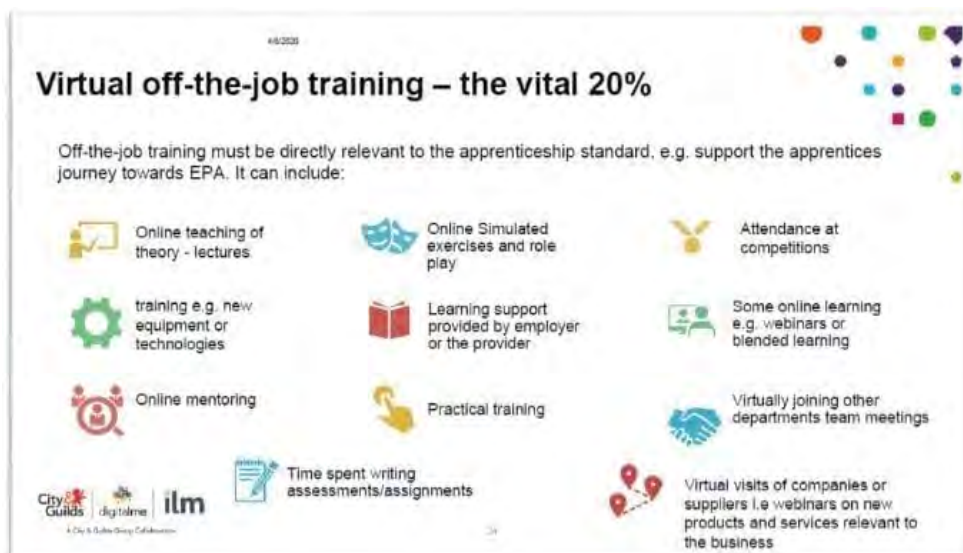 4/6/2020
Virtual off-the-job training – the vital 20%
Off-the-job training must be directly relevant to the apprenticeship standard, e.g. support the apprentices
journey towards EPA. It can include:
Online teaching of
theory - lectures
Online Simulated
exercises and role
play
Attendance at
competitions
training e.g. new
equipment or
technologies
Learning support
provided by employer
or the provider
Some online learning
e.g. webinars or
blended learning
Online mentoring
Practical training
Virtually joining other
departments team meetings
Time spent writing
assessments/assignments
Virtual visits of companies or
suppliers i.e webinars on new
products and services relevant to
the business
City &
Guilds
digitalme
ilm
A City & Guilds Group Collaboration